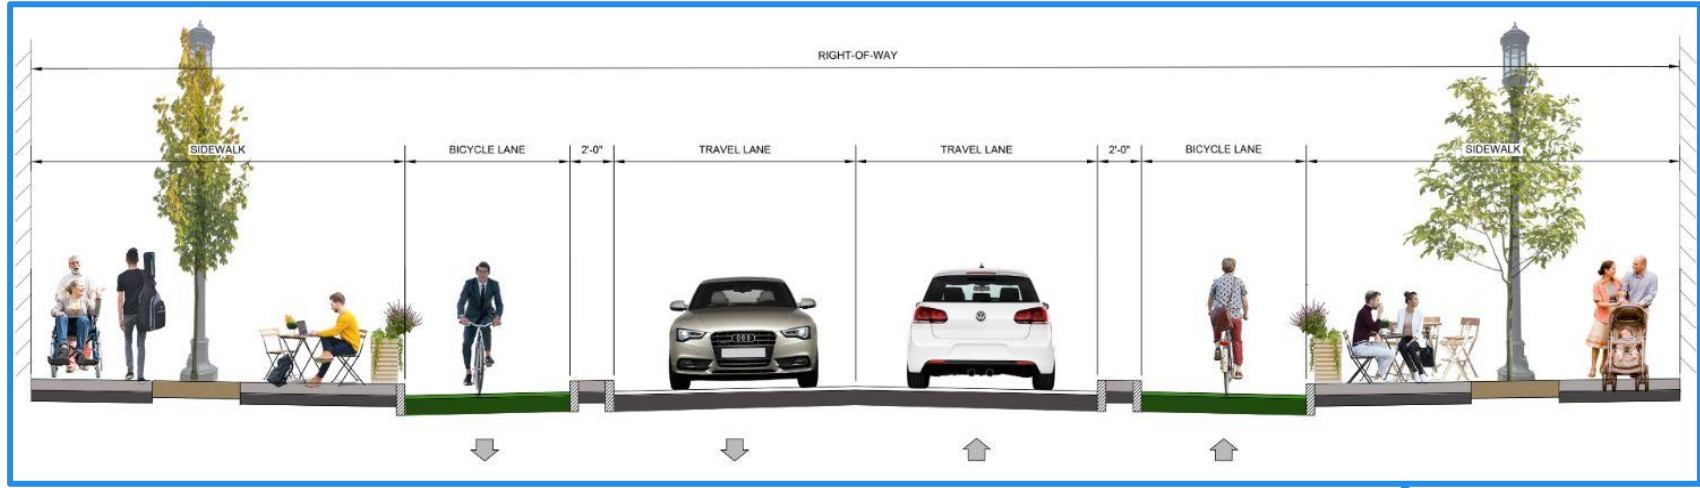 RIGHT-OF-WAY
SIDEWALK BICYCLE LANE 2'-0" TRAVEL LANE TRAVEL LANE 2'-0" BICYCLE LANE SIDEWALK